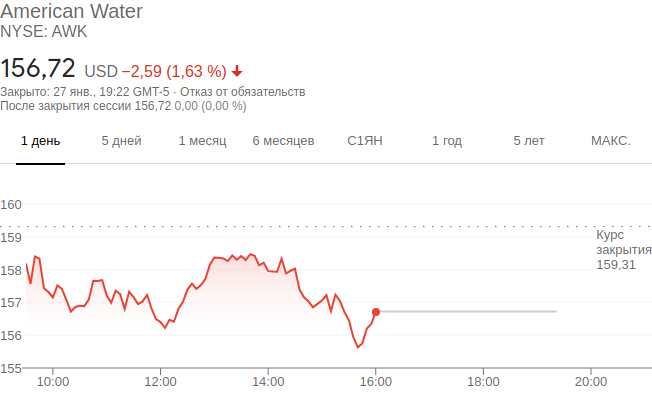 American Water
NYSE: AWK
156,72 USD −2,59 (1,63 %)
Закрыто: 27 янв., 19:22 GMT-5 · Отказ от обязательств
После закрытия сессии 156,72 0,00 (0,00 %)
1 день 5 дней 1 месяц 6 месяцев С1ЯН 1 год 5 лет МАКС.
160
159
158
157
156
155
Курс
закрытия
159,31
10:00 12:00 14:00 16:00 18:00 20:00